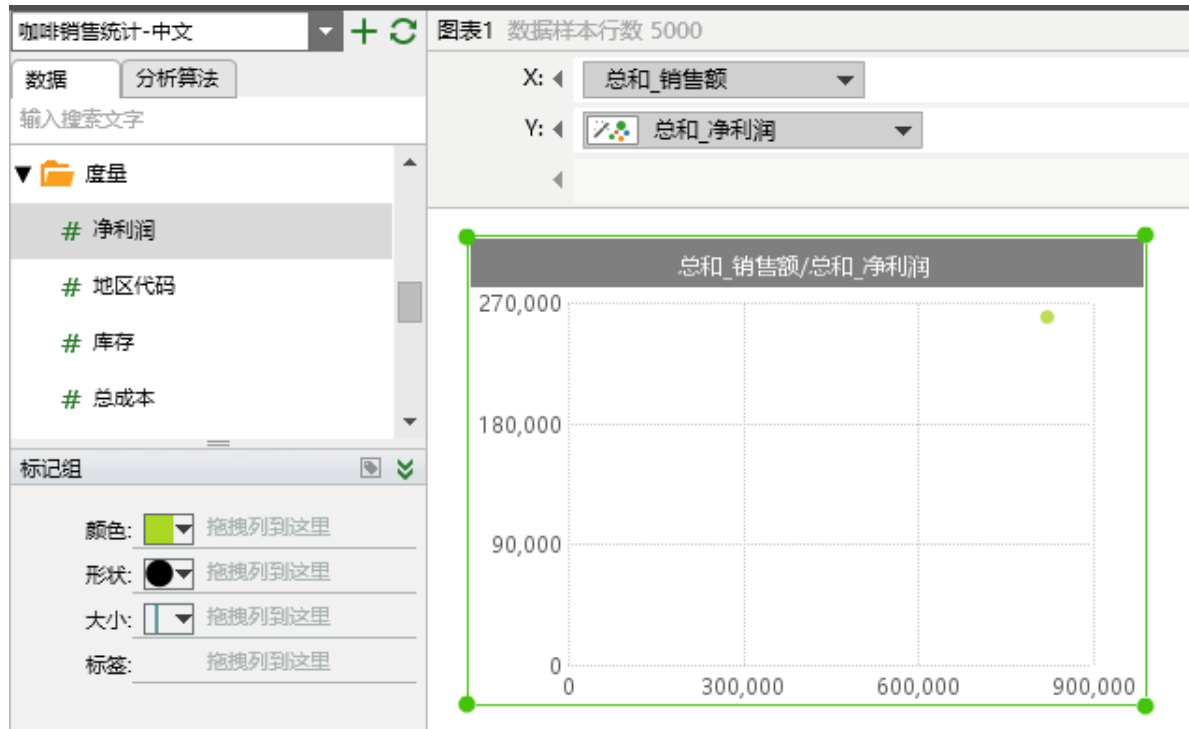 咖啡销售统计-中文
数据 分析算法
输入搜索文字
度量
# 净利润
# 地区代码
# 库存
# 总成本
标记组
颜色: 拖拽列到这里
形状: 拖拽列到这里
大小: 拖拽列到这里
标签: 拖拽列到这里
图表1 数据样本行数 5000
X: 总和_销售额
Y: 总和_净利润
总和_销售额/总和_净利润
270,000
180,000
90,000
0
0 300,000 600,000 900,000